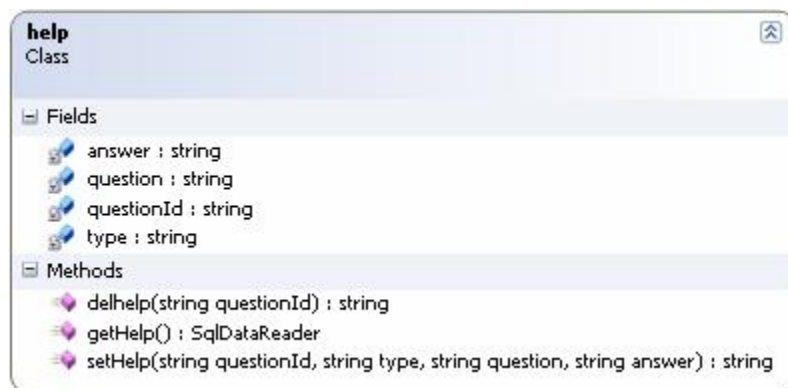 help
Class
Fields
answer : string
question : string
questionId : string
type : string
Methods
delhelp(string questionId) : string
getHelp() : SqlDataReader
setHelp(string questionId, string type, string question, string answer) : string